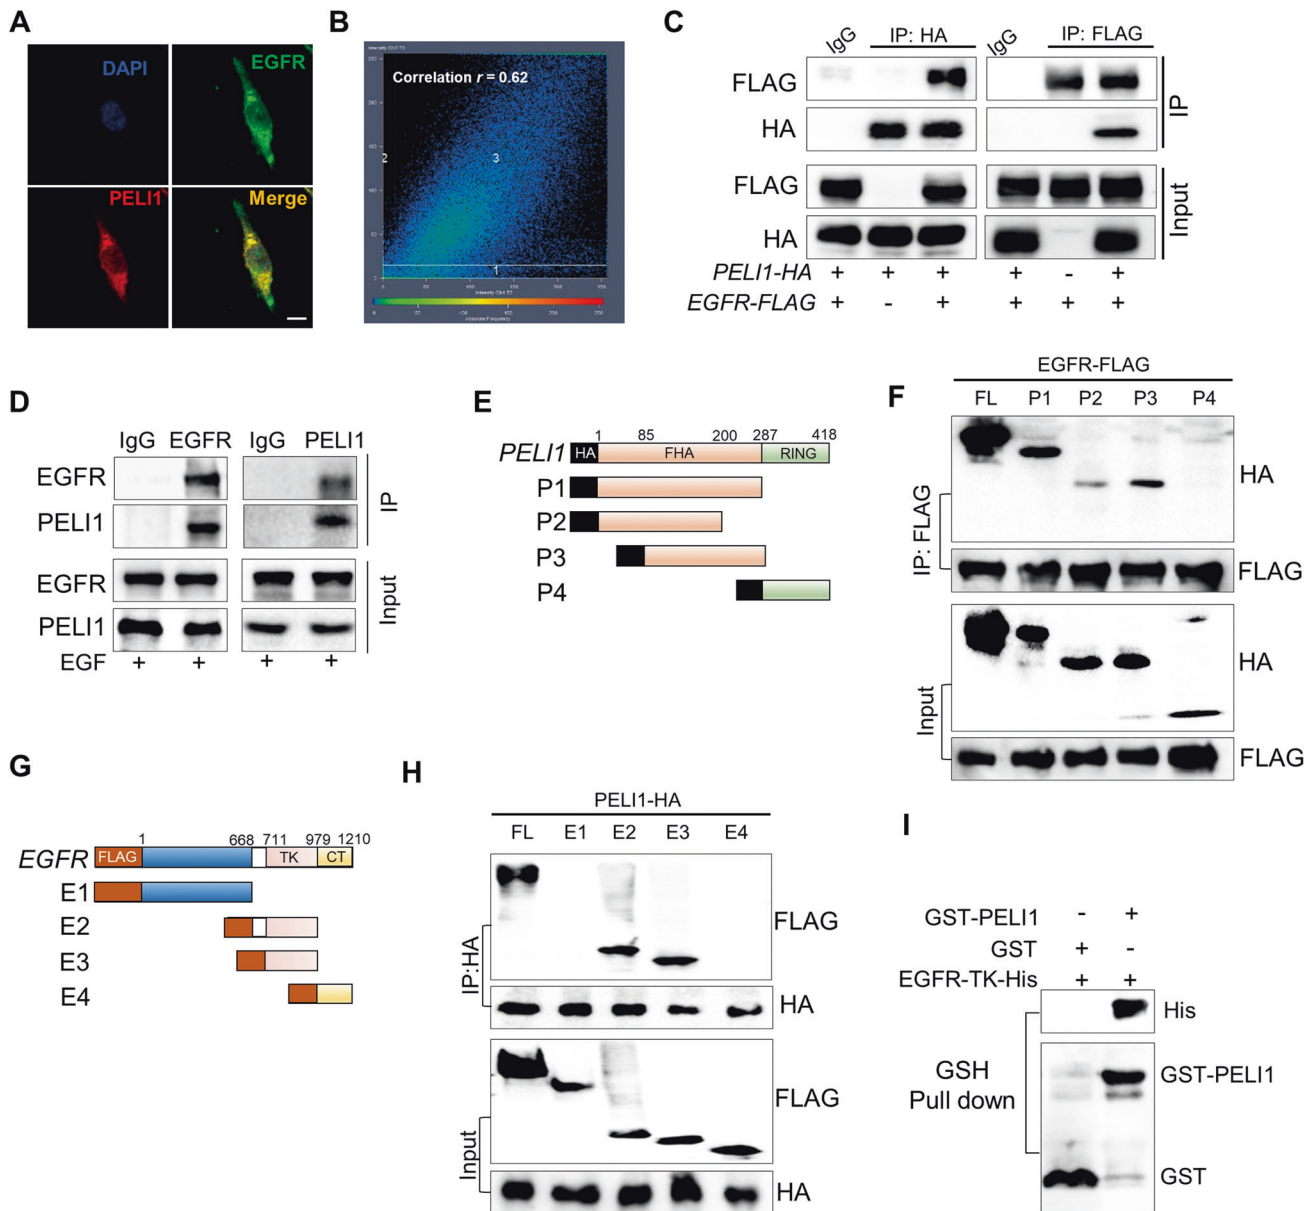 A
DAPI
EGFR
PELI1
Merge
B
Correlation r = 0.62
2
3
1
Absolute Frequency
C
IgG
IP: HA
IgG
IP: FLAG
FLAG
HA
IP
FLAG
HA
Input
PELI1-HA + + + + - +
EGFR-FLAG + - + + + +
D
IgG EGFR IgG PELI1
EGFR
PELI1
IP
EGFR
PELI1
Input
EGF + + + +
E
1 85 200 287 418
PELI1 HA FHA RING
P1
P2
P3
P4
F
EGFR-FLAG
FL P1 P2 P3 P4
IP: FLAG
HA
FLAG
Input
HA
FLAG
G
1 668 711 979 1210
EGFR FLAG TK CT
E1
E2
E3
E4
H
PELI1-HA
FL E1 E2 E3 E4
IP:HA
FLAG
HA
Input
FLAG
HA
I
GST-PELI1 - +
GST + -
EGFR-TK-His + +
His
GSH
Pull down
GST-PELI1
GST